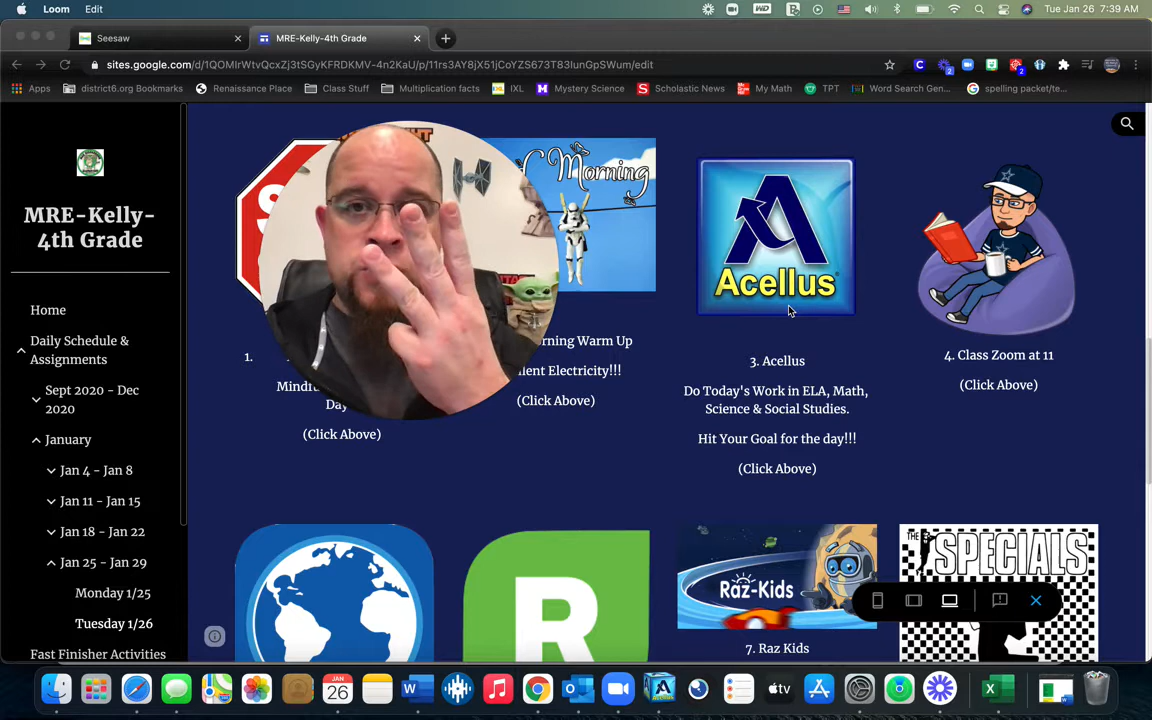 Loom Edit
Tue Jan 26 7:39 AM
Seesaw
MRE-Kelly-4th Grade
sites.google.com/d/1QOMIrWtvQcxZj3tSGyKFRDKMV-4n2KaU/p/11rs3AY8jX51jCoYZS673T83IunGpSWum/edit
Apps district6.org Bookmarks Renaissance Place Class Stuff Multiplication facts IXL Mystery Science Scholastic News My Math TPT Word Search Gen... spelling packet/te...
MRE-Kelly-
4th Grade
Home
Daily Schedule &
Assignments
Sept 2020 - Dec
2020
January
Jan 4 - Jan 8
Jan 11 - Jan 15
Jan 18 - Jan 22
Jan 25 - Jan 29
Monday 1/25
Tuesday 1/26
Fast Finisher Activities
1.
Day
(Click Above)
Morning
rning Warm Up
lent Electricity!!!
(Click Above)
Acellus
3. Acellus
Do Today's Work in ELA, Math,
Science & Social Studies.
Hit Your Goal for the day!!!
(Click Above)
4. Class Zoom at 11
(Click Above)
R
Raz-Kids
7. Raz Kids
THE
SPECIALS